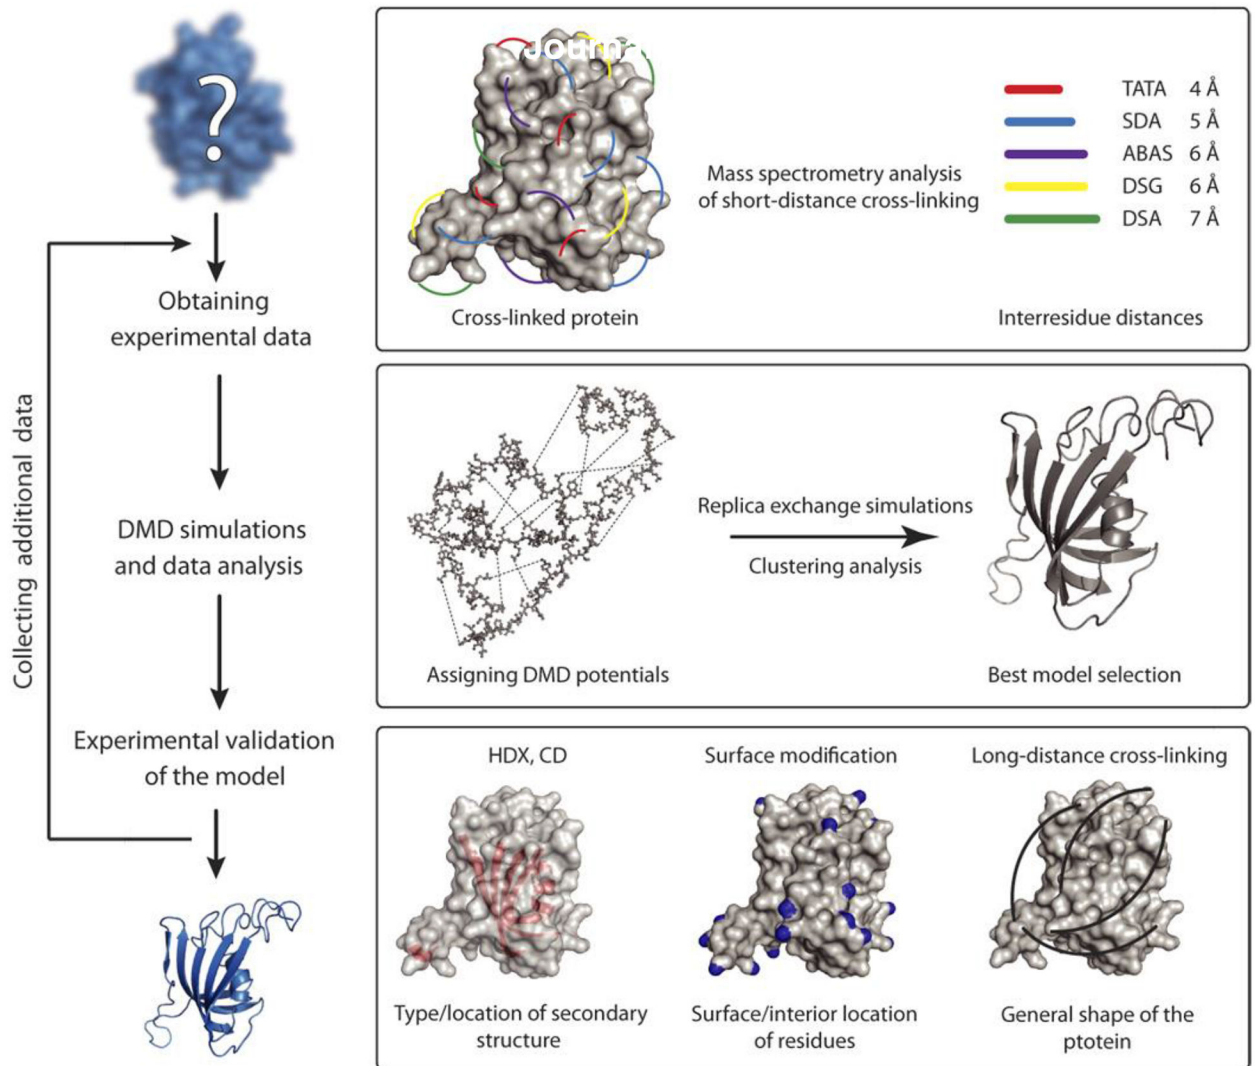 ?
Obtaining
experimental data
DMD simulations
and data analysis
Experimental validation
of the model
Collecting additional data
Journa
Cross-linked protein
Mass spectrometry analysis
of short-distance cross-linking
TATA 4 Å
SDA 5 Å
ABAS 6 Å
DSG 6 Å
DSA 7 Å
Interresidue distances
Assigning DMD potentials
Replica exchange simulations
Clustering analysis
Best model selection
HDX, CD
Type/location of secondary
structure
Surface modification
Surface/interior location
of residues
Long-distance cross-linking
General shape of the
ptotein